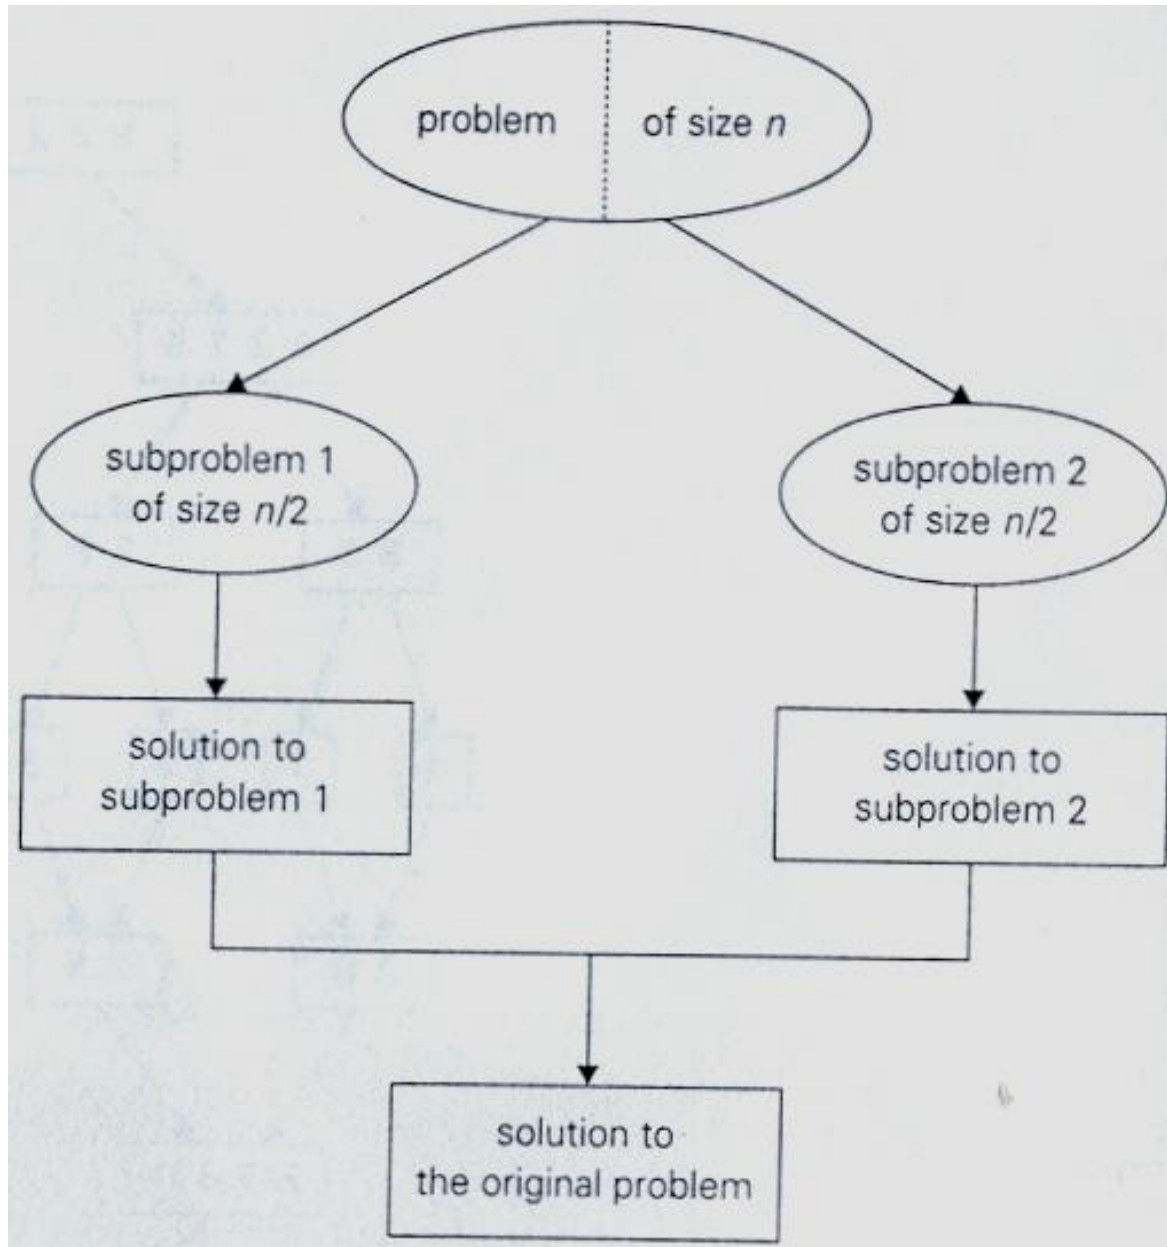 problem of size n
subproblem 1
of size n/2
subproblem 2
of size n/2
solution to
subproblem 1
solution to
subproblem 2
solution to
the original problem